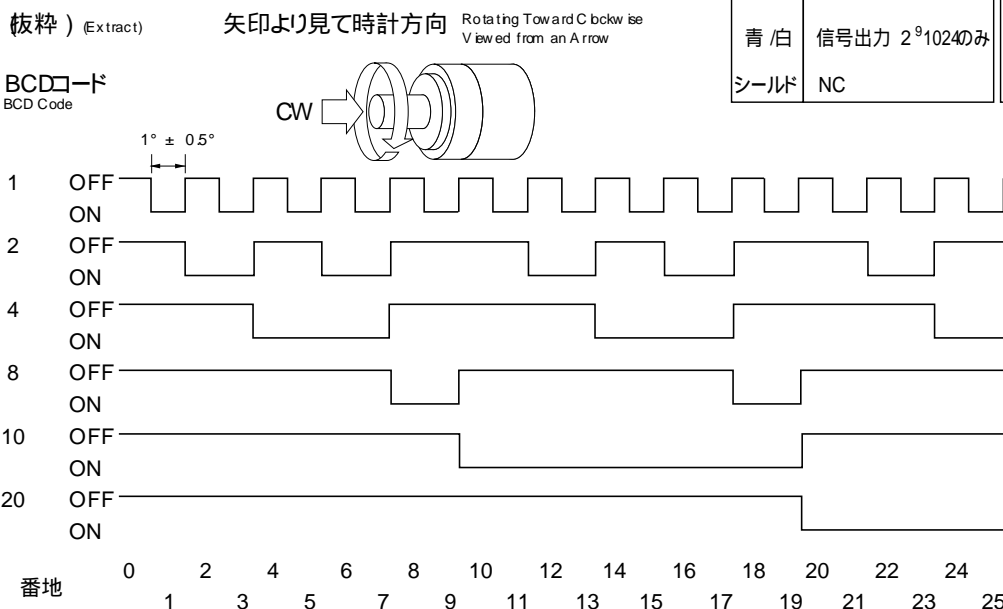 (抜粋) (Extract)
矢印より見て時計方向 Rotating Toward Clockwise
Viewed from an Arrow
青/白 信号出力 2⁹1024のみ
シールド NC
BCDコード
BCD Code
CW
1° ± 0.5°
1 OFF
ON
2 OFF
ON
4 OFF
ON
8 OFF
ON
10 OFF
ON
20 OFF
ON
0 2 4 6 8 10 12 14 16 18 20 22 24
番地 1 3 5 7 9 11 13 15 17 19 21 23 25